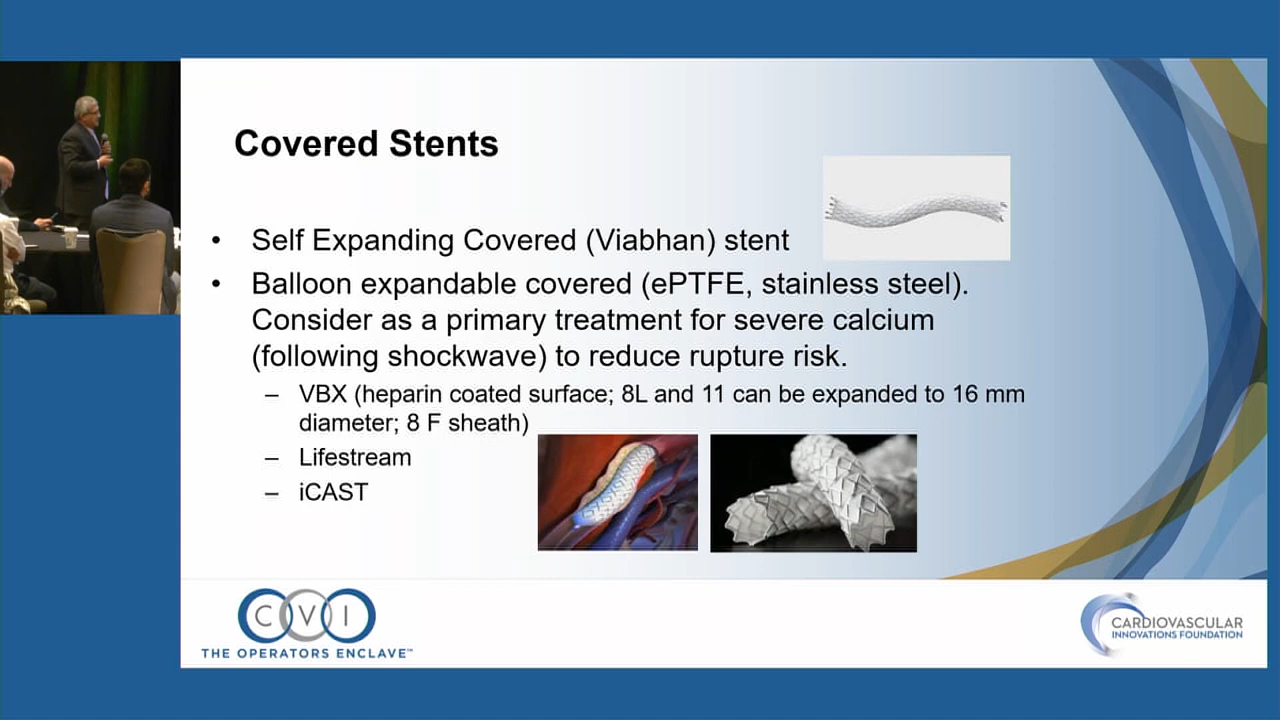 Covered Stents
• Self Expanding Covered (Viabhan) stent
• Balloon expandable covered (ePTFE, stainless steel).
Consider as a primary treatment for severe calcium
(following shockwave) to reduce rupture risk.
– VBX (heparin coated surface; 8L and 11 can be expanded to 16 mm
diameter; 8 F sheath)
– Lifestream
– iCAST
CVI
THE OPERATORS ENCLAVE™
CARDIOVASCULAR
INNOVATIONS FOUNDATION